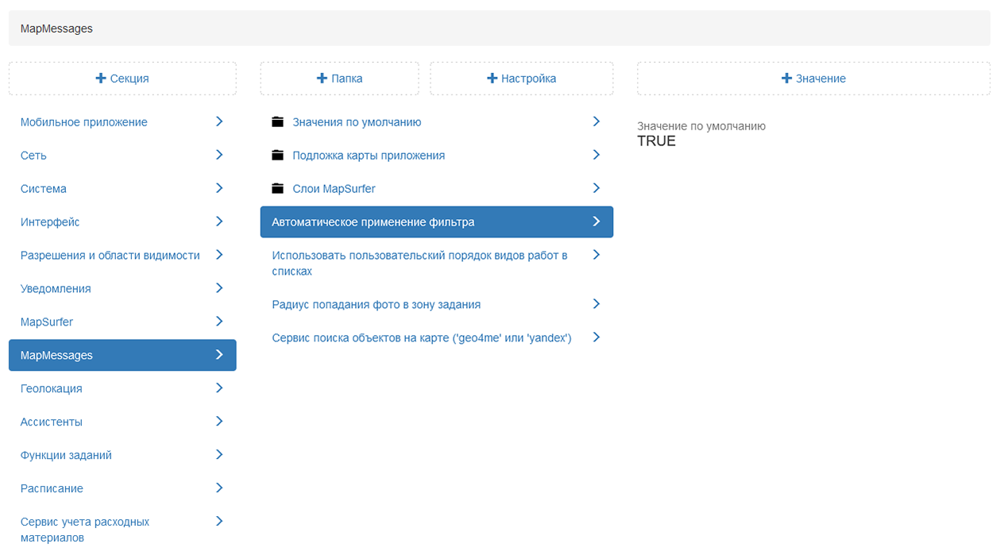 MapMessages
Секция
Папка
Настройка
Значение
Мобильное приложение
Сеть
Система
Интерфейс
Разрешения и области видимости
Уведомления
MapSurfer
MapMessages
Геолокация
Ассистенты
Функции заданий
Расписание
Сервис учета расходных
материалов
Значения по умолчанию
Подложка карты приложения
Слои MapSurfer
Автоматическое применение фильтра
Использовать пользовательский порядок видов работ в
списках
Радиус попадания фото в зону задания
Сервис поиска объектов на карте ('geo4me' или 'yandex')
Значение по умолчанию
TRUE